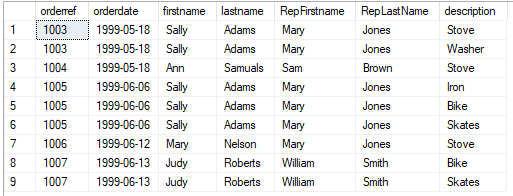 orderref orderdate firstname lastname RepFirstname RepLastName description
1 1003 1999-05-18 Sally Adams Mary Jones Stove
2 1003 1999-05-18 Sally Adams Mary Jones Washer
3 1004 1999-05-18 Ann Samuals Sam Brown Stove
4 1005 1999-06-06 Sally Adams Mary Jones Iron
5 1005 1999-06-06 Sally Adams Mary Jones Bike
6 1005 1999-06-06 Sally Adams Mary Jones Skates
7 1006 1999-06-12 Mary Nelson Mary Jones Stove
8 1007 1999-06-13 Judy Roberts William Smith Bike
9 1007 1999-06-13 Judy Roberts William Smith Skates